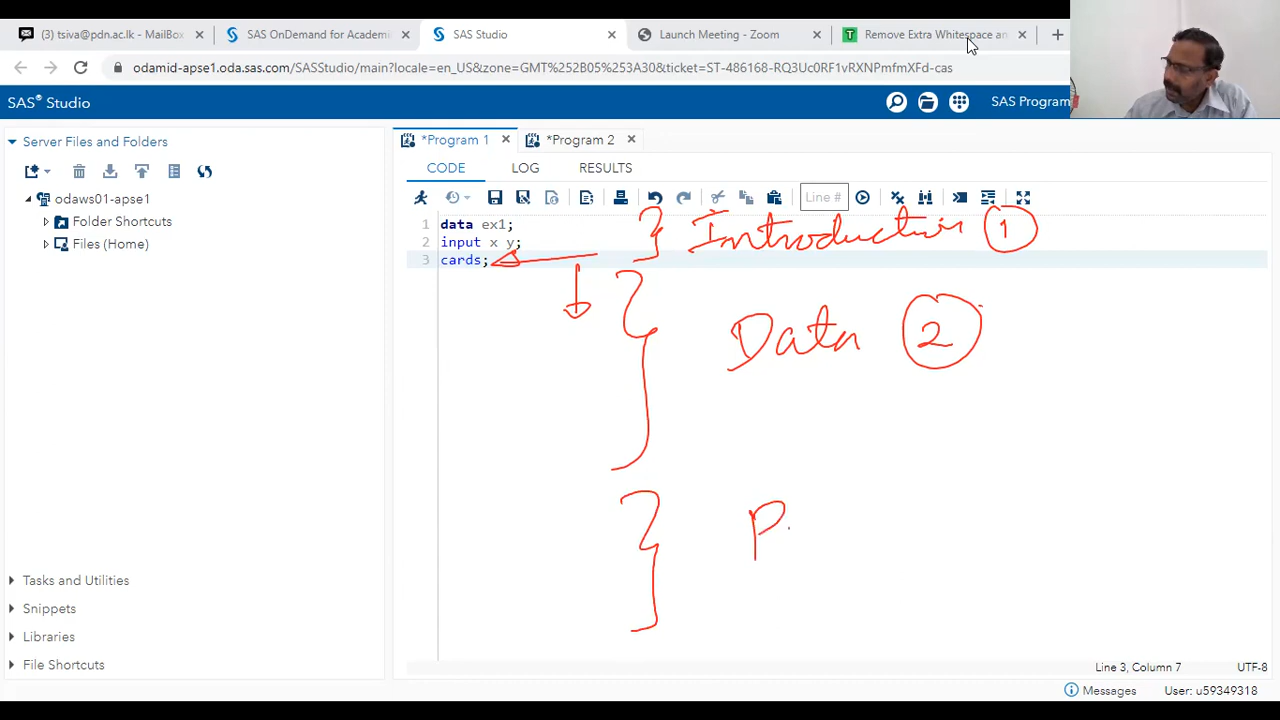 (3) tsiva@pdn.ac.lk - MailBox
SAS OnDemand for Academi
SAS Studio
Launch Meeting - Zoom
Remove Extra Whitespace an
odamid-apse1.oda.sas.com/SASStudio/main?locale=en_US&zone=GMT%252B05%253A30&ticket=ST-486168-RQ3Uc0RF1vRXNPmfmXFd-cas
SAS® Studio
SAS Program
Server Files and Folders
odaws01-apse1
Folder Shortcuts
Files (Home)
Tasks and Utilities
Snippets
Libraries
File Shortcuts
*Program 1
*Program 2
CODE
LOG
RESULTS
Line #
1 data ex1;
2 input x y;
3 cards;
Introduction 1
Data 2
P
Line 3, Column 7
UTF-8
Messages
User: u59349318